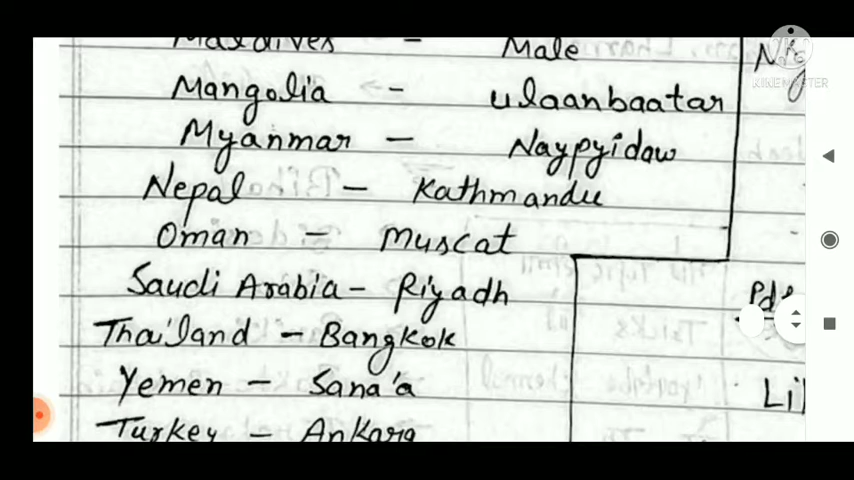 Maldives - Male
Mangolia - ulaanbaatar
Myanmar - Naypyidaw
Nepal - Kathmandu
Oman - Muscat
Saudi Arabia - Riyadh
Thailand - Bangkok
Yemen - Sana'a
Turkey - Ankara
KINEMASTER